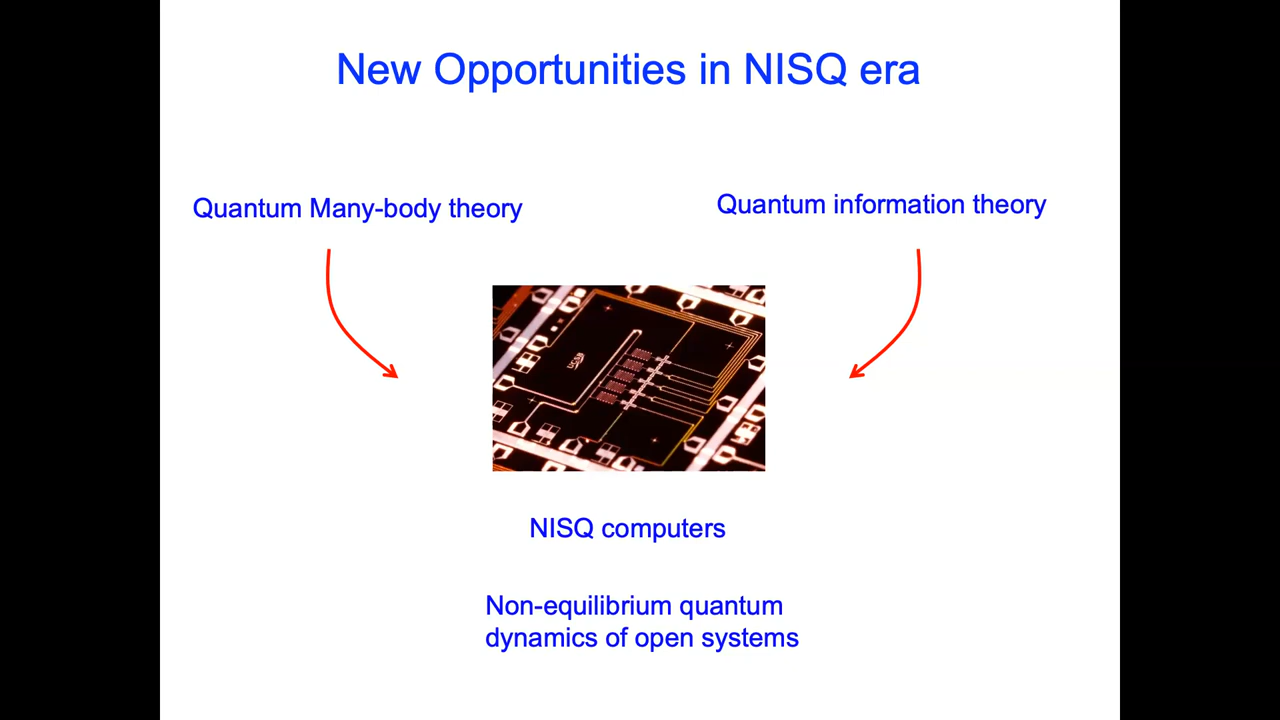 New Opportunities in NISQ era
Quantum Many-body theory
Quantum information theory
NISQ computers
Non-equilibrium quantum
dynamics of open systems